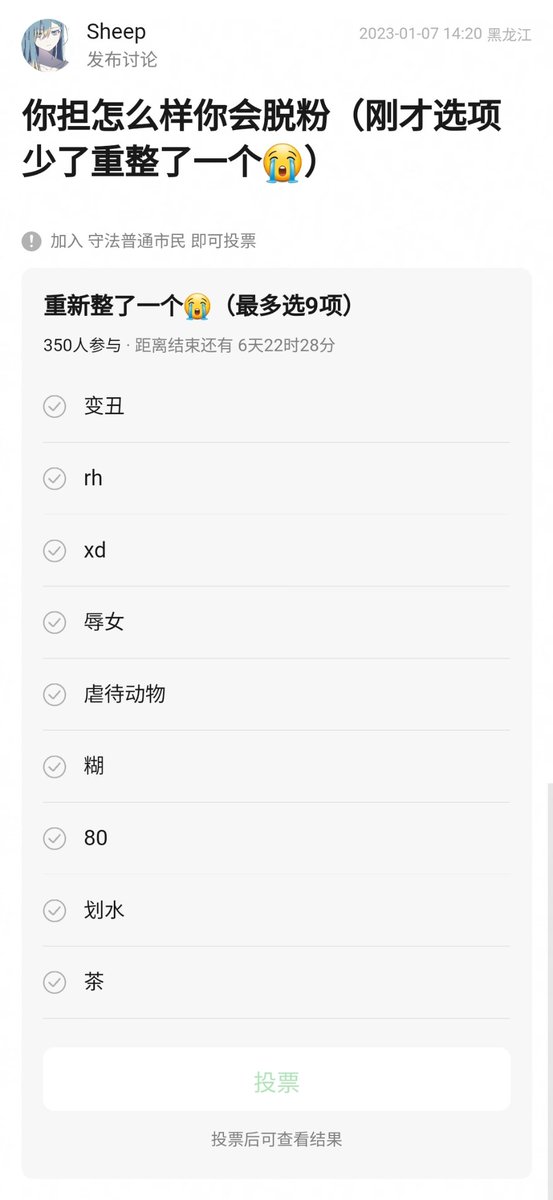 Sheep
2023-01-07 14:20 黑龙江
发布讨论
你担怎么样你会脱粉（刚才选项
少了重整了一个😭）
加入 守法普通市民 即可投票
重新整了一个😭（最多选9项）
350人参与 · 距离结束还有 6天22时28分
变丑
rh
xd
辱女
虐待动物
糊
80
划水
茶
投票
投票后可查看结果